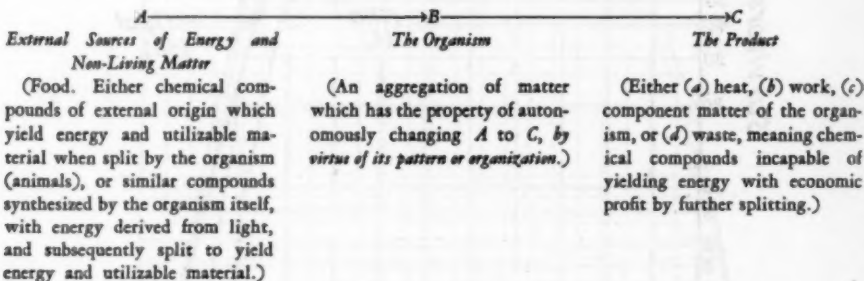 A → B → C
External Sources of Energy and
Non-Living Matter
(Food. Either chemical com-
pounds of external origin which
yield energy and utilizable ma-
terial when split by the organism
(animals), or similar compounds
synthesized by the organism itself,
with energy derived from light,
and subsequently split to yield
energy and utilizable material.)
The Organism
(An aggregation of matter
which has the property of auton-
omously changing A to C, by
virtue of its pattern or organization.)
The Product
(Either (a) heat, (b) work, (c)
component matter of the organ-
ism, or (d) waste, meaning chem-
ical compounds incapable of
yielding energy with economic
profit by further splitting.)